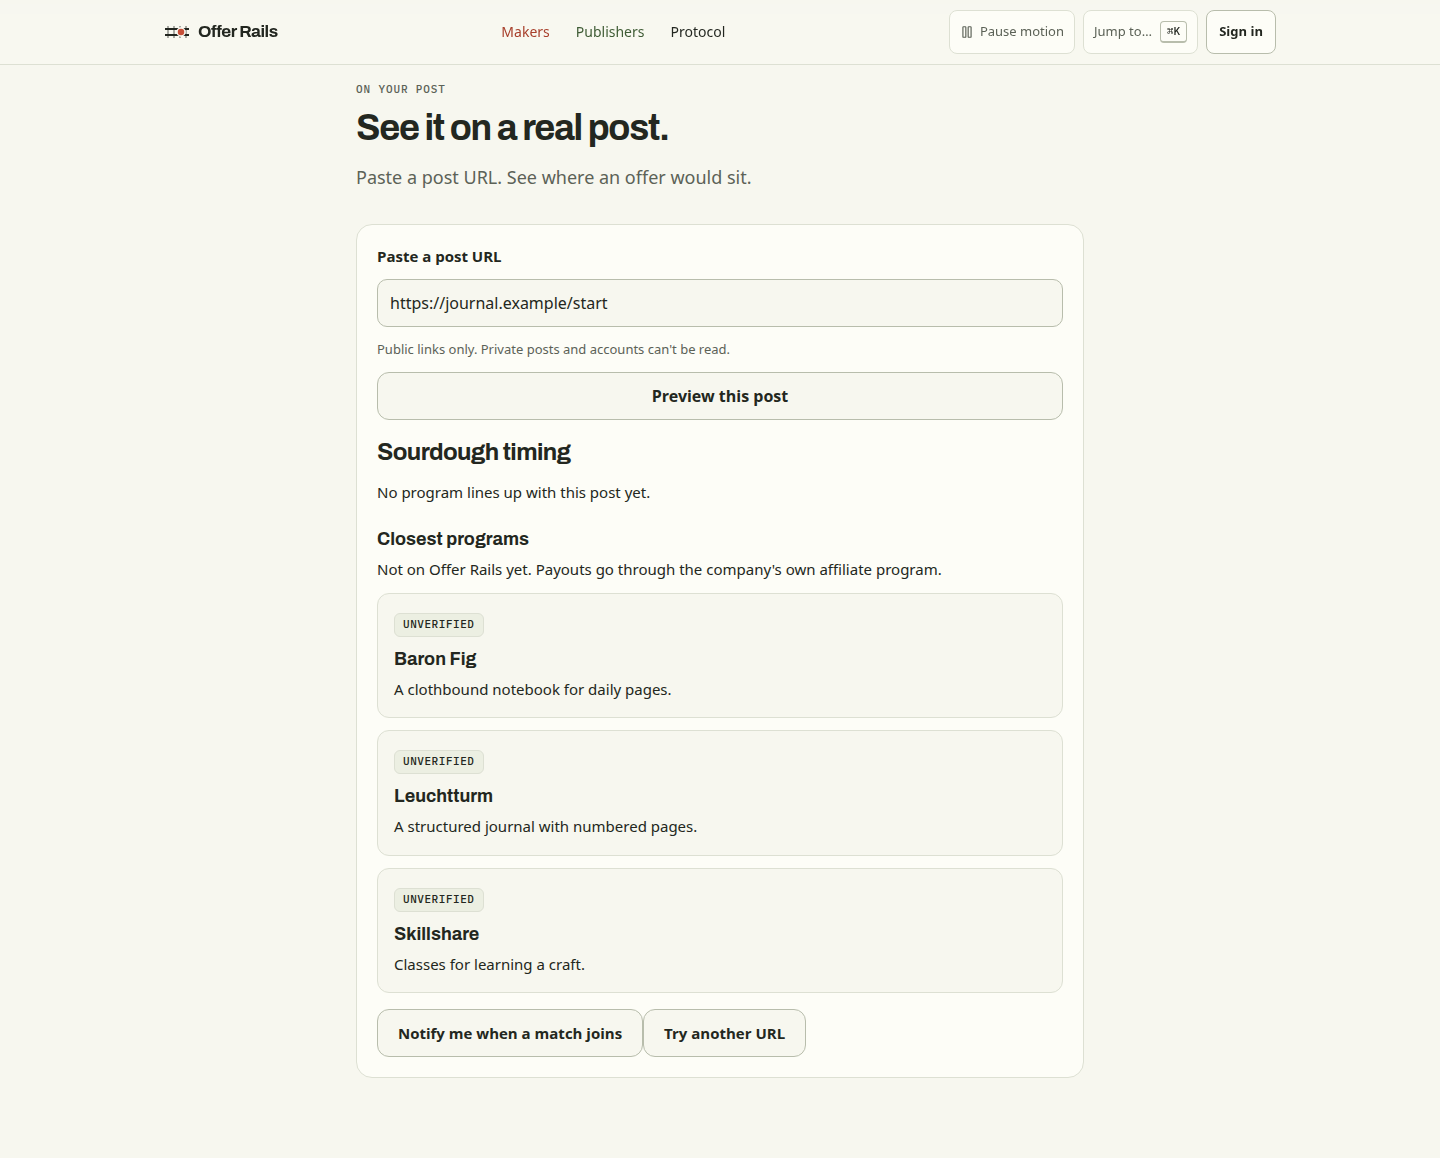 Offer Rails
Makers
Publishers
Protocol
Pause motion
Jump to... ⌘K
Sign in
ON YOUR POST
See it on a real post.
Paste a post URL. See where an offer would sit.
Paste a post URL
https://journal.example/start
Public links only. Private posts and accounts can't be read.
Preview this post
Sourdough timing
No program lines up with this post yet.
Closest programs
Not on Offer Rails yet. Payouts go through the company's own affiliate program.
UNVERIFIED
Baron Fig
A clothbound notebook for daily pages.
UNVERIFIED
Leuchtturm
A structured journal with numbered pages.
UNVERIFIED
Skillshare
Classes for learning a craft.
Notify me when a match joins
Try another URL